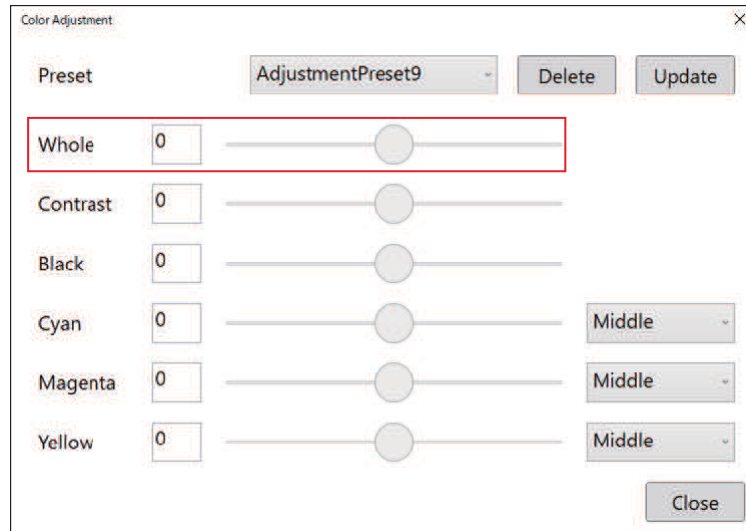 Color Adjustment
Preset AdjustmentPreset9 Delete Update
Whole 0
Contrast 0
Black 0
Cyan 0 Middle
Magenta 0 Middle
Yellow 0 Middle
Close